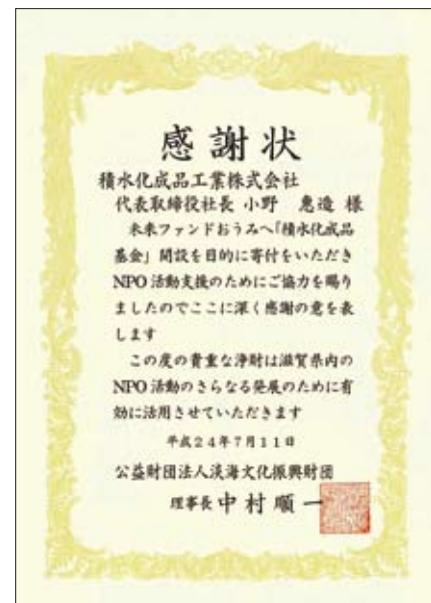 感謝状
積水化成品工業株式会社
代表取締役社長 小野 惠造 様
未来ファンドおうみへ「積水化成品
基金」開設を目的に寄付をいただき
NPO活動支援のためにご協力を賜り
ましたのでここに深く感謝の意を表
します
この度の貴重な浄財は滋賀県内の
NPO活動のさらなる発展のために有
効に活用させていただきます
平成24年7月11日
公益財団法人淡海文化振興財団
理事長 中村順一